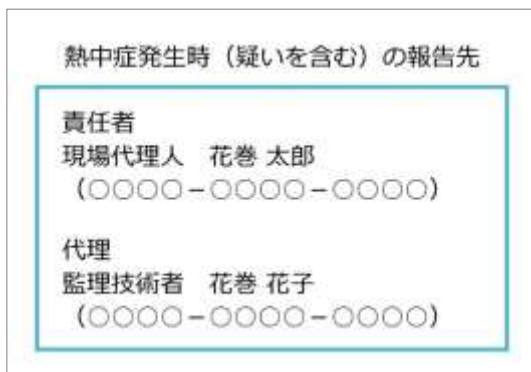 熱中症発生時（疑いを含む）の報告先
責任者
現場代理人　花巻 太郎
（○○○○－○○○○－○○○○）
代理
監理技術者　花巻 花子
（○○○○－○○○○－○○○○）